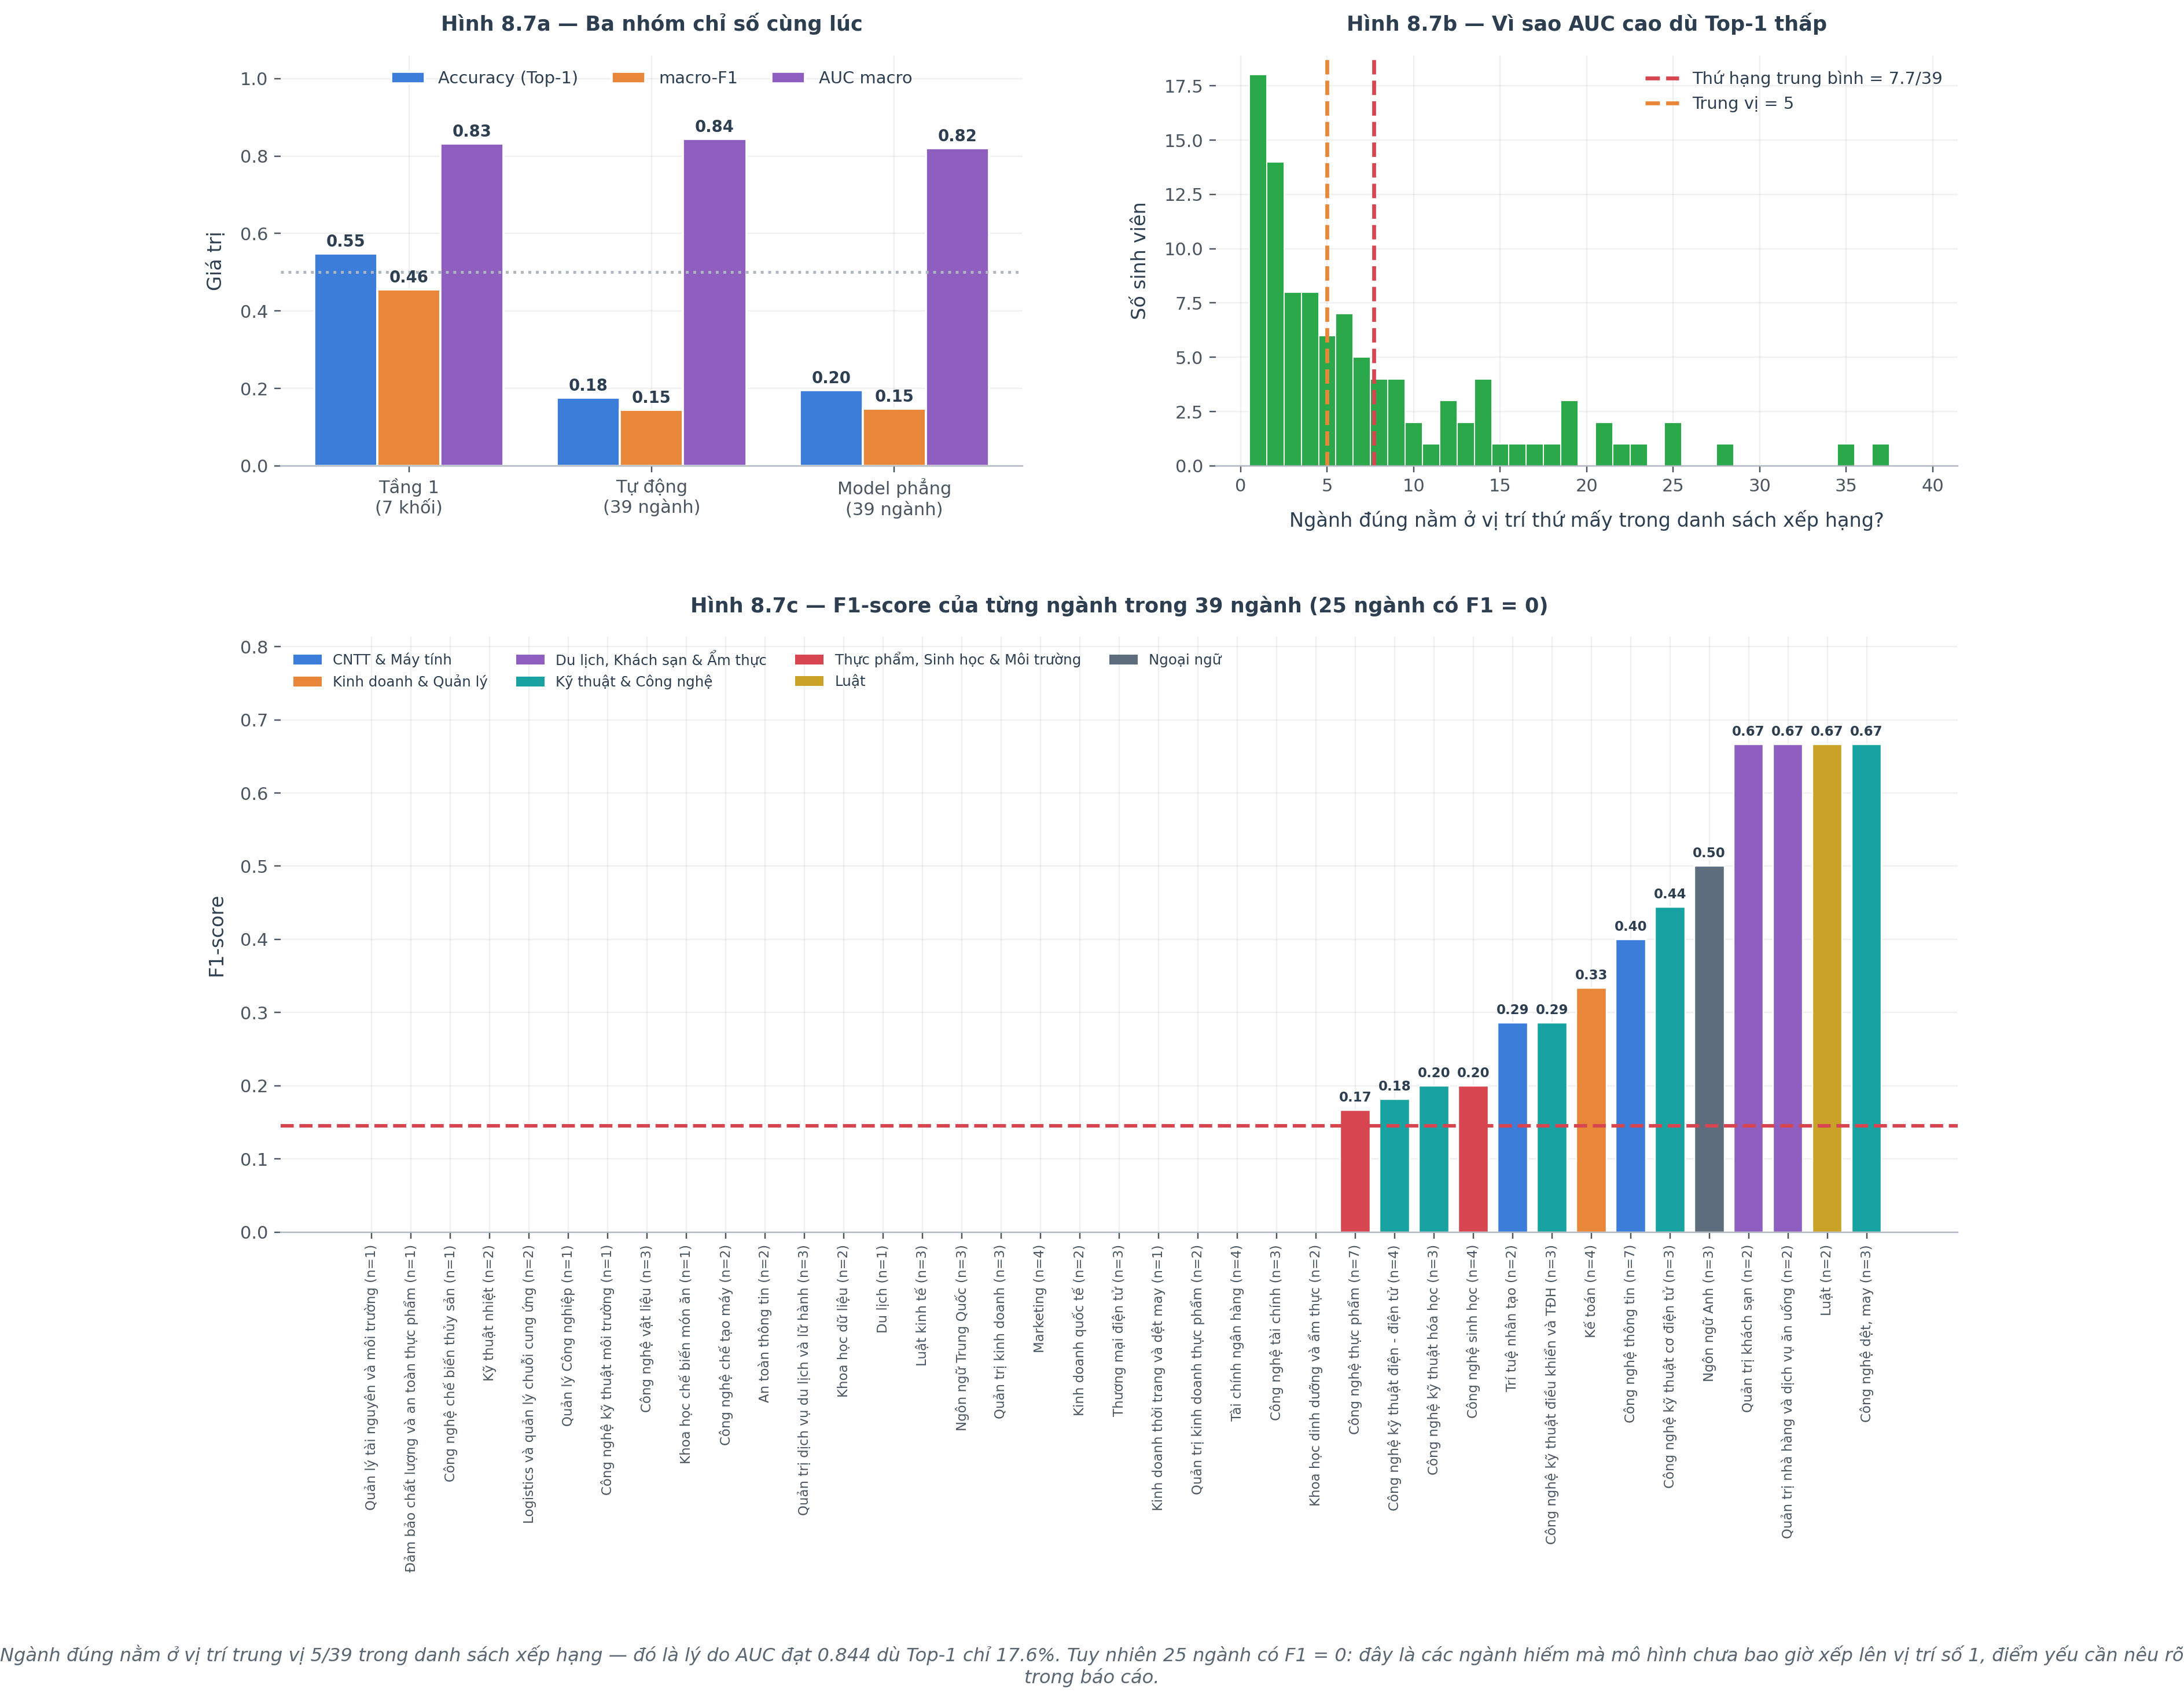 Hình 8.7a — Ba nhóm chỉ số cùng lúc
Accuracy (Top-1)
macro-F1
AUC macro
Giá trị
1.0
0.8
0.6
0.4
0.2
0.0
0.55
0.46
0.83
0.18
0.15
0.84
0.20
0.15
0.82
Tầng 1
(7 khối)
Tự động
(39 ngành)
Model phẳng
(39 ngành)
Hình 8.7b — Vì sao AUC cao dù Top-1 thấp
Thứ hạng trung bình = 7.7/39
Trung vị = 5
Số sinh viên
17.5
15.0
12.5
10.0
7.5
5.0
2.5
0.0
0
5
10
15
20
25
30
35
40
Ngành đúng nằm ở vị trí thứ mấy trong danh sách xếp hạng?
Hình 8.7c — F1-score của từng ngành trong 39 ngành (25 ngành có F1 = 0)
CNTT & Máy tính
Kinh doanh & Quản lý
Du lịch, Khách sạn & Ẩm thực
Kỹ thuật & Công nghệ
Thực phẩm, Sinh học & Môi trường
Luật
Ngoại ngữ
F1-score
0.8
0.7
0.6
0.5
0.4
0.3
0.2
0.1
0.0
0.17
0.18
0.20
0.20
0.29
0.29
0.33
0.40
0.44
0.50
0.67
0.67
0.67
0.67
Quản lý tài nguyên và môi trường (n=1)
Đảm bảo chất lượng và an toàn thực phẩm (n=1)
Công nghệ chế biến thủy sản (n=1)
Kỹ thuật nhiệt (n=2)
Logistics và quản lý chuỗi cung ứng (n=2)
Quản lý Công nghiệp (n=1)
Công nghệ kỹ thuật môi trường (n=1)
Công nghệ vật liệu (n=3)
Khoa học chế biến món ăn (n=1)
Công nghệ chế tạo máy (n=2)
An toàn thông tin (n=2)
Quản trị dịch vụ du lịch và lữ hành (n=3)
Khoa học dữ liệu (n=2)
Du lịch (n=1)
Luật kinh tế (n=3)
Ngôn ngữ Trung Quốc (n=3)
Quản trị kinh doanh (n=3)
Marketing (n=4)
Kinh doanh quốc tế (n=2)
Thương mại điện tử (n=3)
Kinh doanh thời trang và dệt may (n=1)
Quản trị kinh doanh thực phẩm (n=2)
Tài chính ngân hàng (n=4)
Công nghệ tài chính (n=3)
Khoa học dinh dưỡng và ẩm thực (n=2)
Công nghệ thực phẩm (n=7)
Công nghệ kỹ thuật điện - điện tử (n=4)
Công nghệ kỹ thuật hóa học (n=3)
Công nghệ sinh học (n=4)
Trí tuệ nhân tạo (n=2)
Công nghệ kỹ thuật điều khiển và TĐH (n=3)
Kế toán (n=4)
Công nghệ thông tin (n=7)
Công nghệ kỹ thuật cơ điện tử (n=3)
Ngôn ngữ Anh (n=3)
Quản trị khách sạn (n=2)
Quản trị nhà hàng và dịch vụ ăn uống (n=2)
Luật (n=2)
Công nghệ dệt, may (n=3)
Ngành đúng nằm ở vị trí trung vị 5/39 trong danh sách xếp hạng — đó là lý do AUC đạt 0.844 dù Top-1 chỉ 17.6%. Tuy nhiên 25 ngành có F1 = 0: đây là các ngành hiếm mà mô hình chưa bao giờ xếp lên vị trí số 1, điểm yếu cần nêu rõ
trong báo cáo.